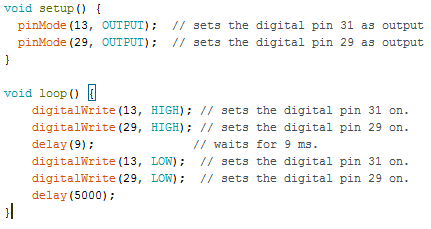 void setup() {
  pinMode(13, OUTPUT);  // sets the digital pin 31 as output
  pinMode(29, OUTPUT);  // sets the digital pin 29 as output
}

void loop() {
    digitalWrite(13, HIGH); // sets the digital pin 31 on.
    digitalWrite(29, HIGH); // sets the digital pin 29 on.
    delay(9);              // waits for 9 ms.
    digitalWrite(13, LOW);  // sets the digital pin 31 on.
    digitalWrite(29, LOW);  // sets the digital pin 29 on.
    delay(5000);
}